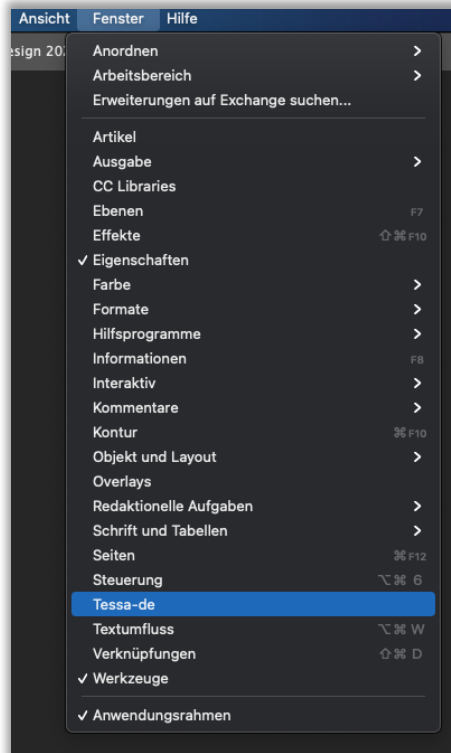 Ansicht Fenster Hilfe
esign 20
Anordnen
Arbeitsbereich
Erweiterungen auf Exchange suchen...
Artikel
Ausgabe
CC Libraries
Ebenen F7
Effekte ⇧⌘F10
✓ Eigenschaften
Farbe
Formate
Hilfsprogramme
Informationen F8
Interaktiv
Kommentare
Kontur ⌘F10
Objekt und Layout
Overlays
Redaktionelle Aufgaben
Schrift und Tabellen
Seiten ⌘F12
Steuerung ⌥⌘ 6
Tessa-de
Textumfluss ⌥⌘ W
Verknüpfungen ⇧⌘ D
✓ Werkzeuge
✓ Anwendungsrahmen